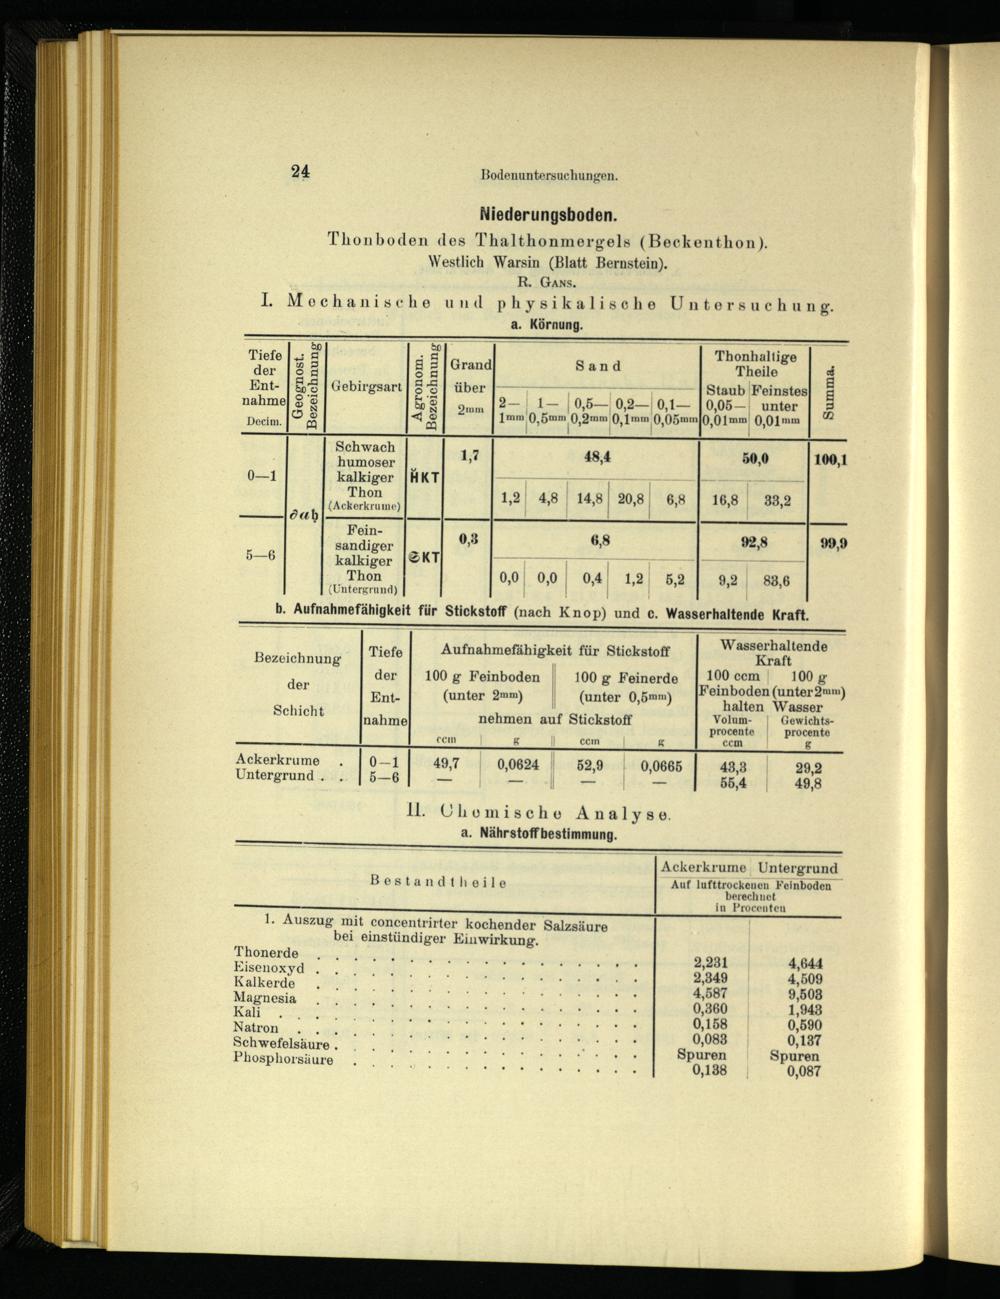 24
Bodenuntersuchungen.
Niederungsboden.
Thonboden des Thalthonmergels (Beckenthon).
Westlich Warsin (Blatt Bernstein).
R. GANS.
I. Mechanische und physikalische Untersuchung.
a. Körnung.
Tiefe der Ent-nahme Decim. | Geognost. Bezeichnung | Gebirgsart | Agronom. Bezeichnung | Grand über 2mm | Sand | Thonhaltige Theile | Summa.
2—1mm | 1—0,5mm | 0,5—0,2mm | 0,2—0,1mm | 0,1—0,05mm | Staub 0,05—0,01mm | Feinstes unter 0,01mm
0—1 | ∂ah | Schwach humoser kalkiger Thon (Ackerkrume) | H̆KT | 1,7 | 48,4 | 50,0 | 100,1
1,2 | 4,8 | 14,8 | 20,8 | 6,8 | 16,8 | 33,2
5—6 | Fein-sandiger kalkiger Thon (Untergrund) | KT | 0,3 | 6,8 | 92,8 | 99,9
0,0 | 0,0 | 0,4 | 1,2 | 5,2 | 9,2 | 83,6
b. Aufnahmefähigkeit für Stickstoff (nach Knop) und c. Wasserhaltende Kraft.
Bezeichnung der Schicht | Tiefe der Ent-nahme | Aufnahmefähigkeit für Stickstoff | Wasserhaltende Kraft
100 g Feinboden (unter 2mm) | 100 g Feinerde (unter 0,5mm) | 100 ccm | 100 g
Feinboden (unter 2mm)
nehmen auf Stickstoff | halten Wasser
Volum-procente | Gewichts-procente
ccm | g | ccm | g | ccm | g
Ackerkrume . | 0—1 | 49,7 | 0,0624 | 52,9 | 0,0665 | 43,3 | 29,2
Untergrund . . | 5—6 | — | — | — | — | 55,4 | 49,8
II. Chemische Analyse.
a. Nährstoffbestimmung.
Bestandtheile | Ackerkrume | Untergrund
Auf lufttrockenen Feinboden
berechnet
in Procenten
1. Auszug mit concentrirter kochender Salzsäure
bei einstündiger Einwirkung.
Thonerde | 2,231 | 4,644
Eisenoxyd | 2,349 | 4,509
Kalkerde | 4,587 | 9,503
Magnesia | 0,360 | 1,943
Kali | 0,158 | 0,590
Natron | 0,083 | 0,137
Schwefelsäure | Spuren | Spuren
Phosphorsäure | 0,138 | 0,087